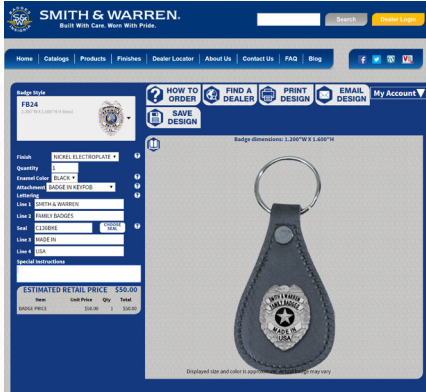 SMITH & WARREN.
Built With Care. Worn With Pride.
Search
Dealer Login
Home Catalogs Products Finishes Dealer Locator About Us Contact Us FAQ Blog
HOW TO ORDER
FIND A DEALER
PRINT DESIGN
EMAIL DESIGN
My Account
SAVE DESIGN
Badge Style
FB24
Badge dimensions: 1.200"W X 1.600"H
Finish NICKEL ELECTROPLATE
Quantity 1
Enamel Color BLACK
Attachment BADGE IN KEYFOB
Lettering
Line 1 SMITH & WARREN
Line 2 FAMILY BADGES
Seal C136BKE CHOOSE SEAL
Line 3 MADE IN
Line 4 USA
Special Instructions
ESTIMATED RETAIL PRICE $50.00
Item Unit Price Qty Total
BADGE PRICE $50.00 1 $50.00
SMITH & WARREN
FAMILY BADGES
MADE IN
USA
Displayed size and color is approximate. Actual badge may vary